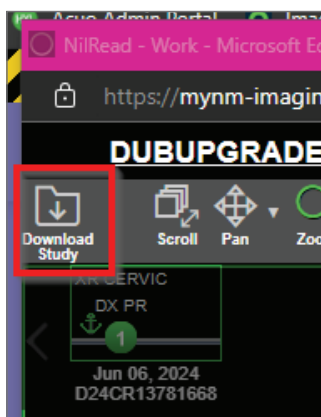 Acuo Admin Portal
NilRead - Work - Microsoft Ed
https://mynm-imagin
DUBUPGRADE
Download Study
Scroll
Pan
Zoo
XR CERVIC
DX PR
1
Jun 06, 2024
D24CR13781668